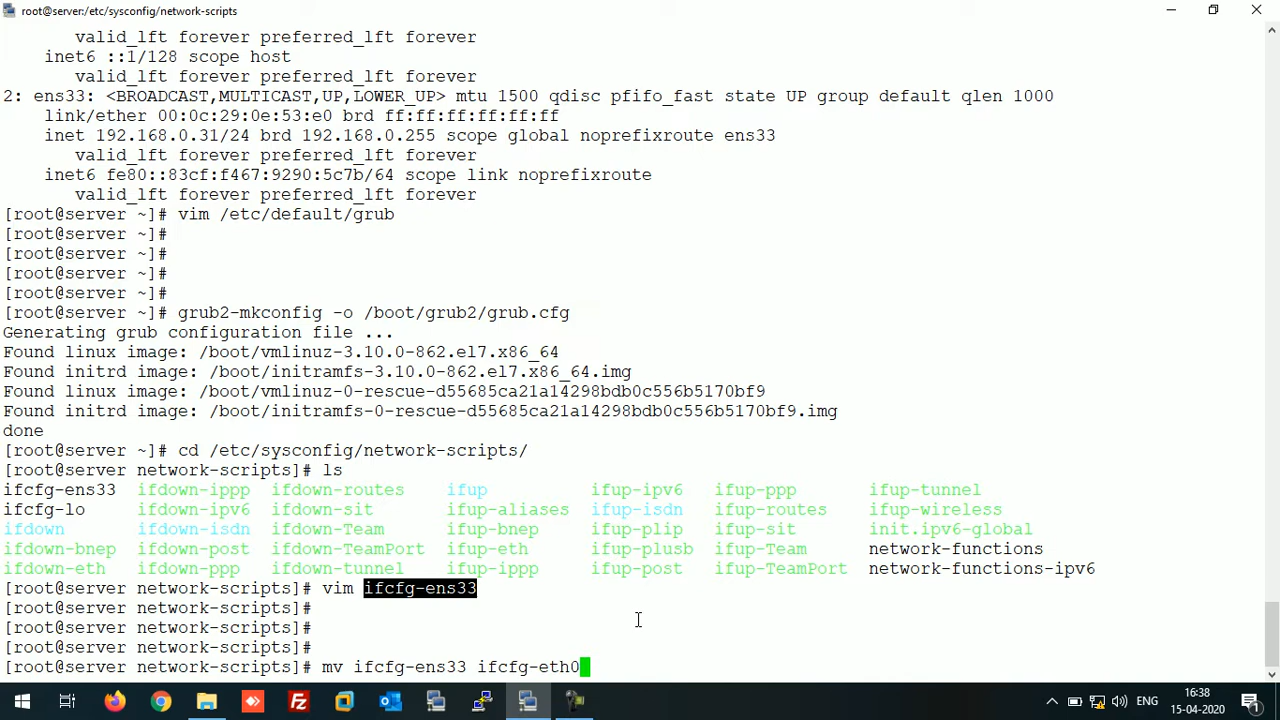 root@server:/etc/sysconfig/network-scripts
valid_lft forever preferred_lft forever
inet6 ::1/128 scope host
valid_lft forever preferred_lft forever
2: ens33: <BROADCAST,MULTICAST,UP,LOWER_UP> mtu 1500 qdisc pfifo_fast state UP group default qlen 1000
link/ether 00:0c:29:0e:53:e0 brd ff:ff:ff:ff:ff:ff
inet 192.168.0.31/24 brd 192.168.0.255 scope global noprefixroute ens33
valid_lft forever preferred_lft forever
inet6 fe80::83cf:f467:9290:5c7b/64 scope link noprefixroute
valid_lft forever preferred_lft forever
[root@server ~]# vim /etc/default/grub
[root@server ~]#
[root@server ~]#
[root@server ~]#
[root@server ~]#
[root@server ~]# grub2-mkconfig -o /boot/grub2/grub.cfg
Generating grub configuration file ...
Found linux image: /boot/vmlinuz-3.10.0-862.el7.x86_64
Found initrd image: /boot/initramfs-3.10.0-862.el7.x86_64.img
Found linux image: /boot/vmlinuz-0-rescue-d55685ca21a14298bdb0c556b5170bf9
Found initrd image: /boot/initramfs-0-rescue-d55685ca21a14298bdb0c556b5170bf9.img
done
[root@server ~]# cd /etc/sysconfig/network-scripts/
[root@server network-scripts]# ls
ifcfg-ens33 ifdown-ippp ifdown-routes ifup ifup-ipv6 ifup-ppp ifup-tunnel
ifcfg-lo ifdown-ipv6 ifdown-sit ifup-aliases ifup-isdn ifup-routes ifup-wireless
ifdown ifdown-isdn ifdown-Team ifup-bnep ifup-plip ifup-sit init.ipv6-global
ifdown-bnep ifdown-post ifdown-TeamPort ifup-eth ifup-plusb ifup-Team network-functions
ifdown-eth ifdown-ppp ifdown-tunnel ifup-ippp ifup-post ifup-TeamPort network-functions-ipv6
[root@server network-scripts]# vim ifcfg-ens33
[root@server network-scripts]#
[root@server network-scripts]#
[root@server network-scripts]#
[root@server network-scripts]# mv ifcfg-ens33 ifcfg-eth0
ENG
16:38
15-04-2020
1